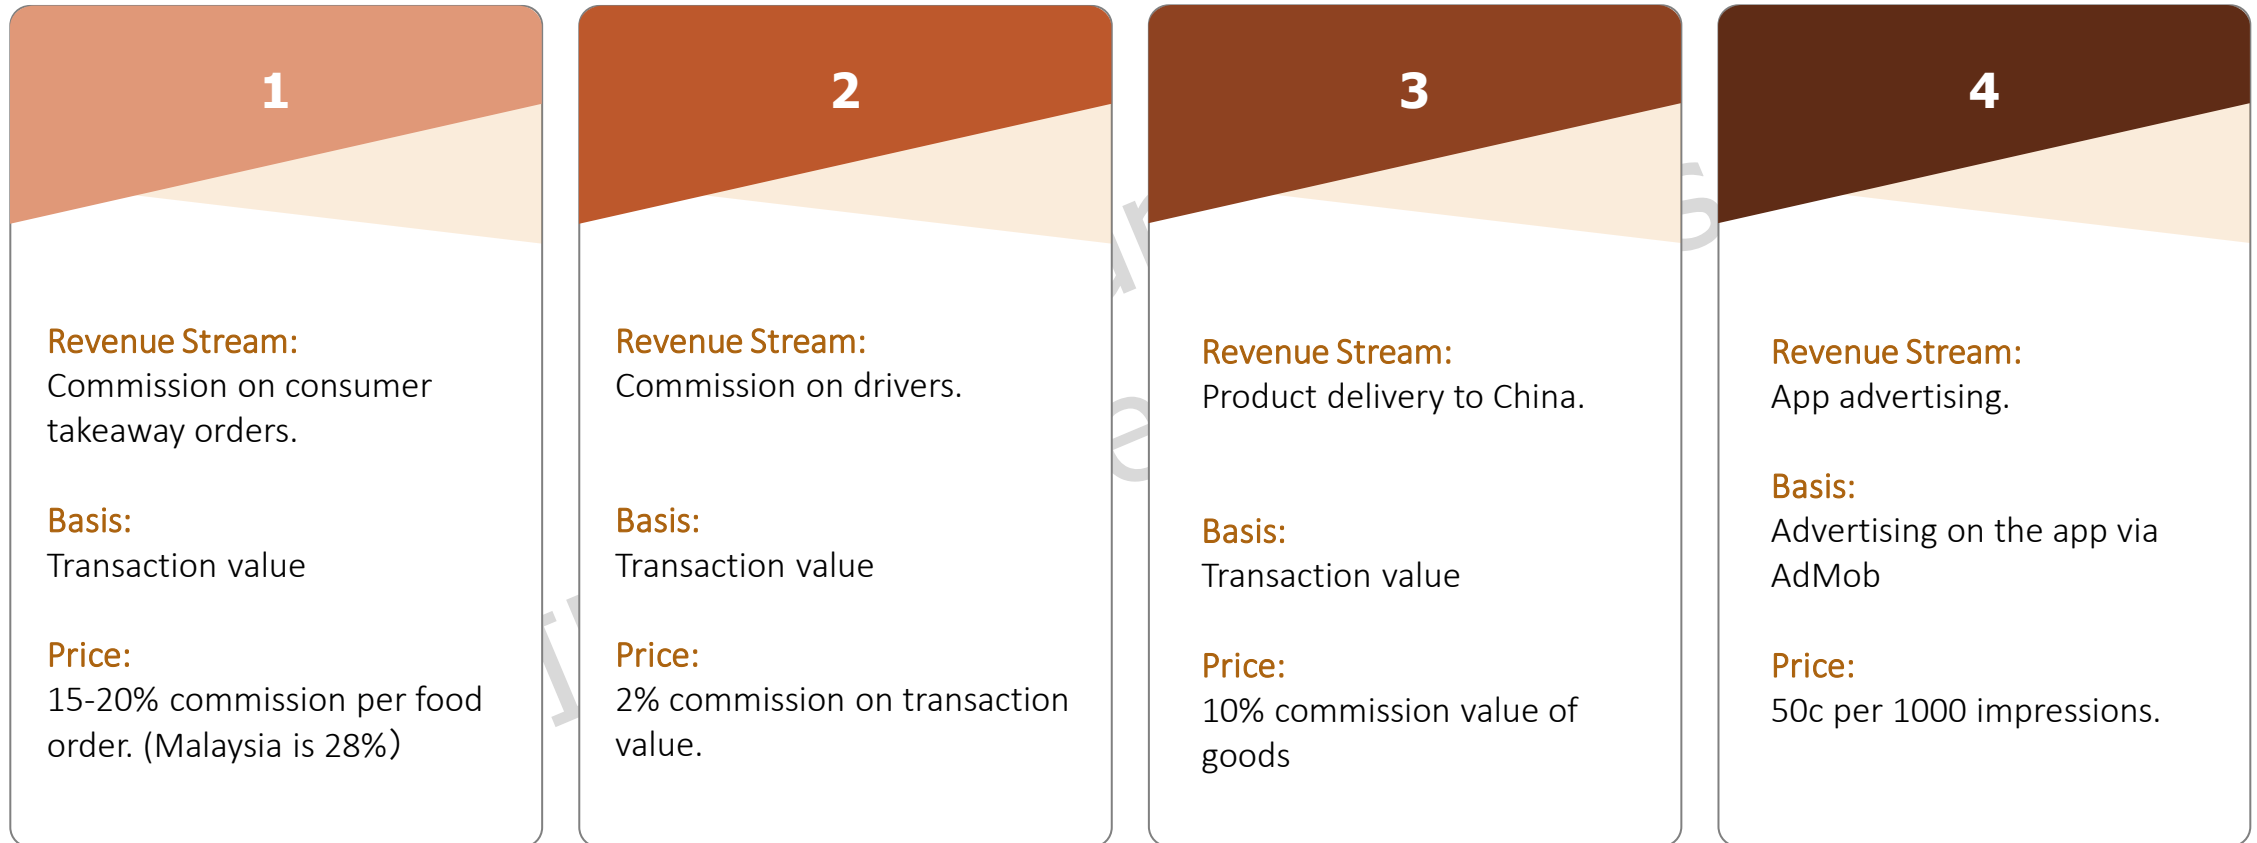 1
Revenue Stream:
Commission on consumer
takeaway orders.
Basis:
Transaction value
Price:
15-20% commission per food
order. (Malaysia is 28%）
2
Revenue Stream:
Commission on drivers.
Basis:
Transaction value
Price:
2% commission on transaction
value.
3
Revenue Stream:
Product delivery to China.
Basis:
Transaction value
Price:
10% commission value of
goods
4
Revenue Stream:
App advertising.
Basis:
Advertising on the app via
AdMob
Price:
50c per 1000 impressions.